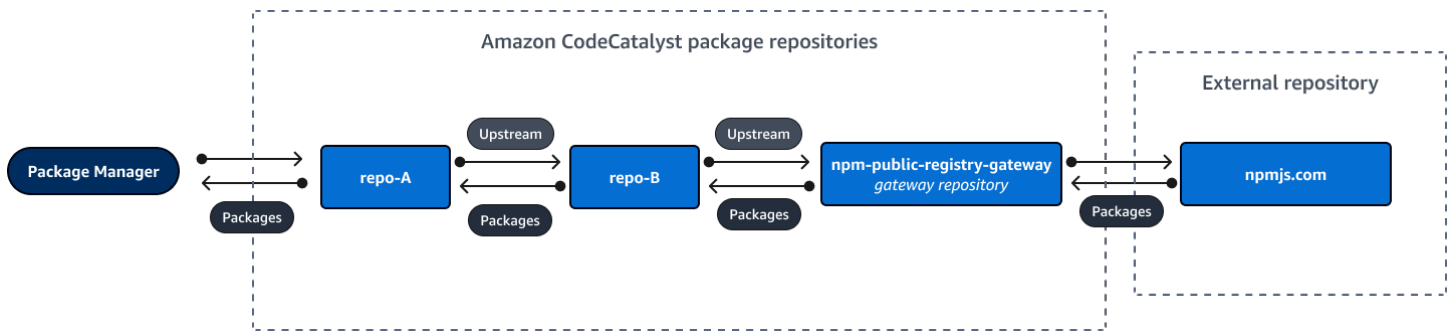 Amazon CodeCatalyst package repositories
External repository
Upstream
Upstream
Package Manager
repo-A
repo-B
npm-public-registry-gateway
gateway repository
npmjs.com
Packages
Packages
Packages
Packages